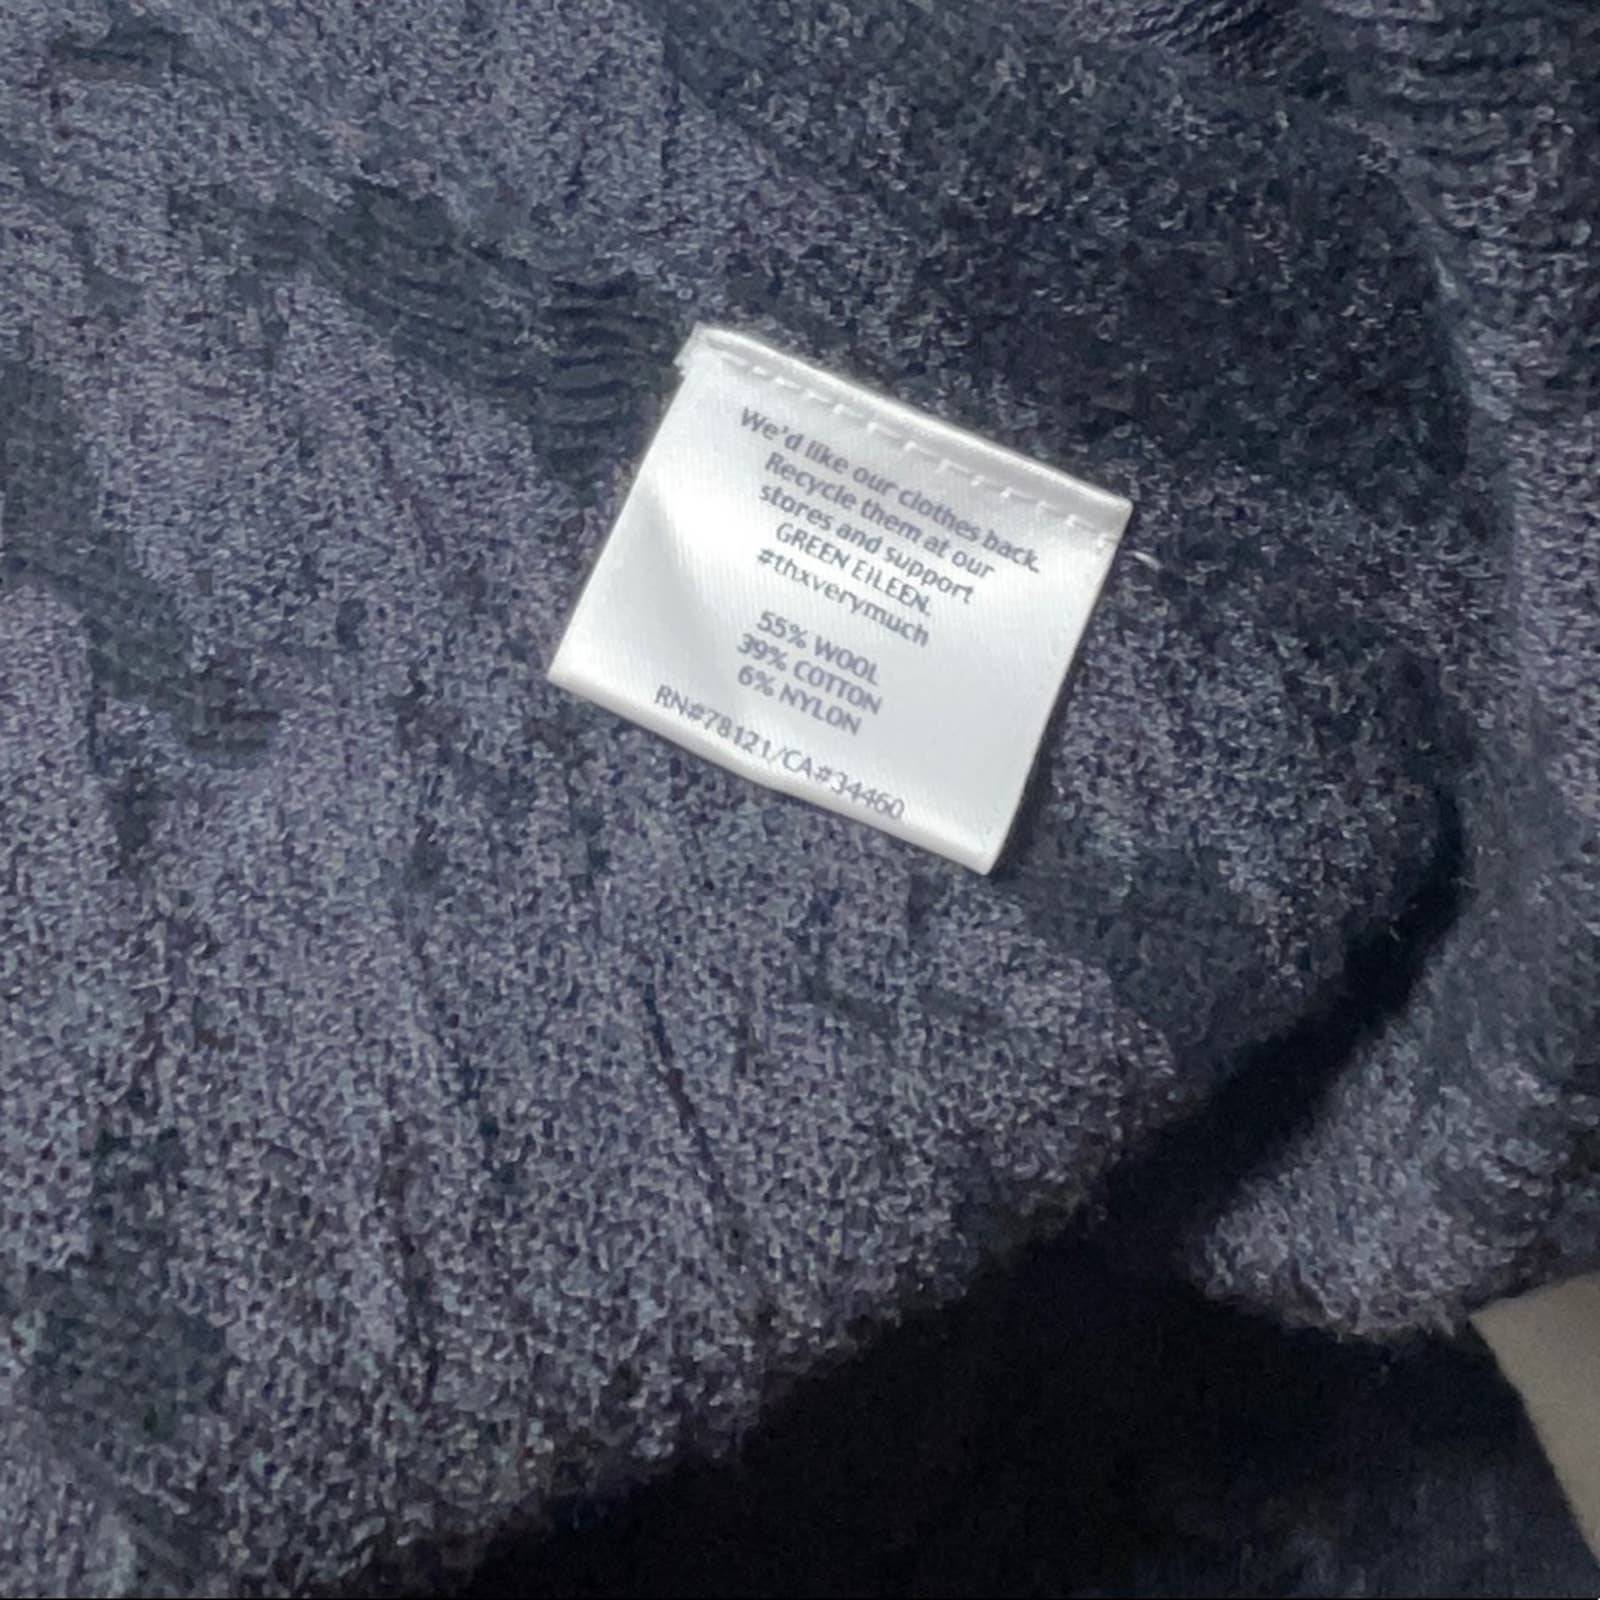 We'd like our clothes back.
Recycle them at our
stores and support
GREEN EILEEN.
#thxverymuch
55% WOOL
39% COTTON
6% NYLON
RN#78121/CA#34460